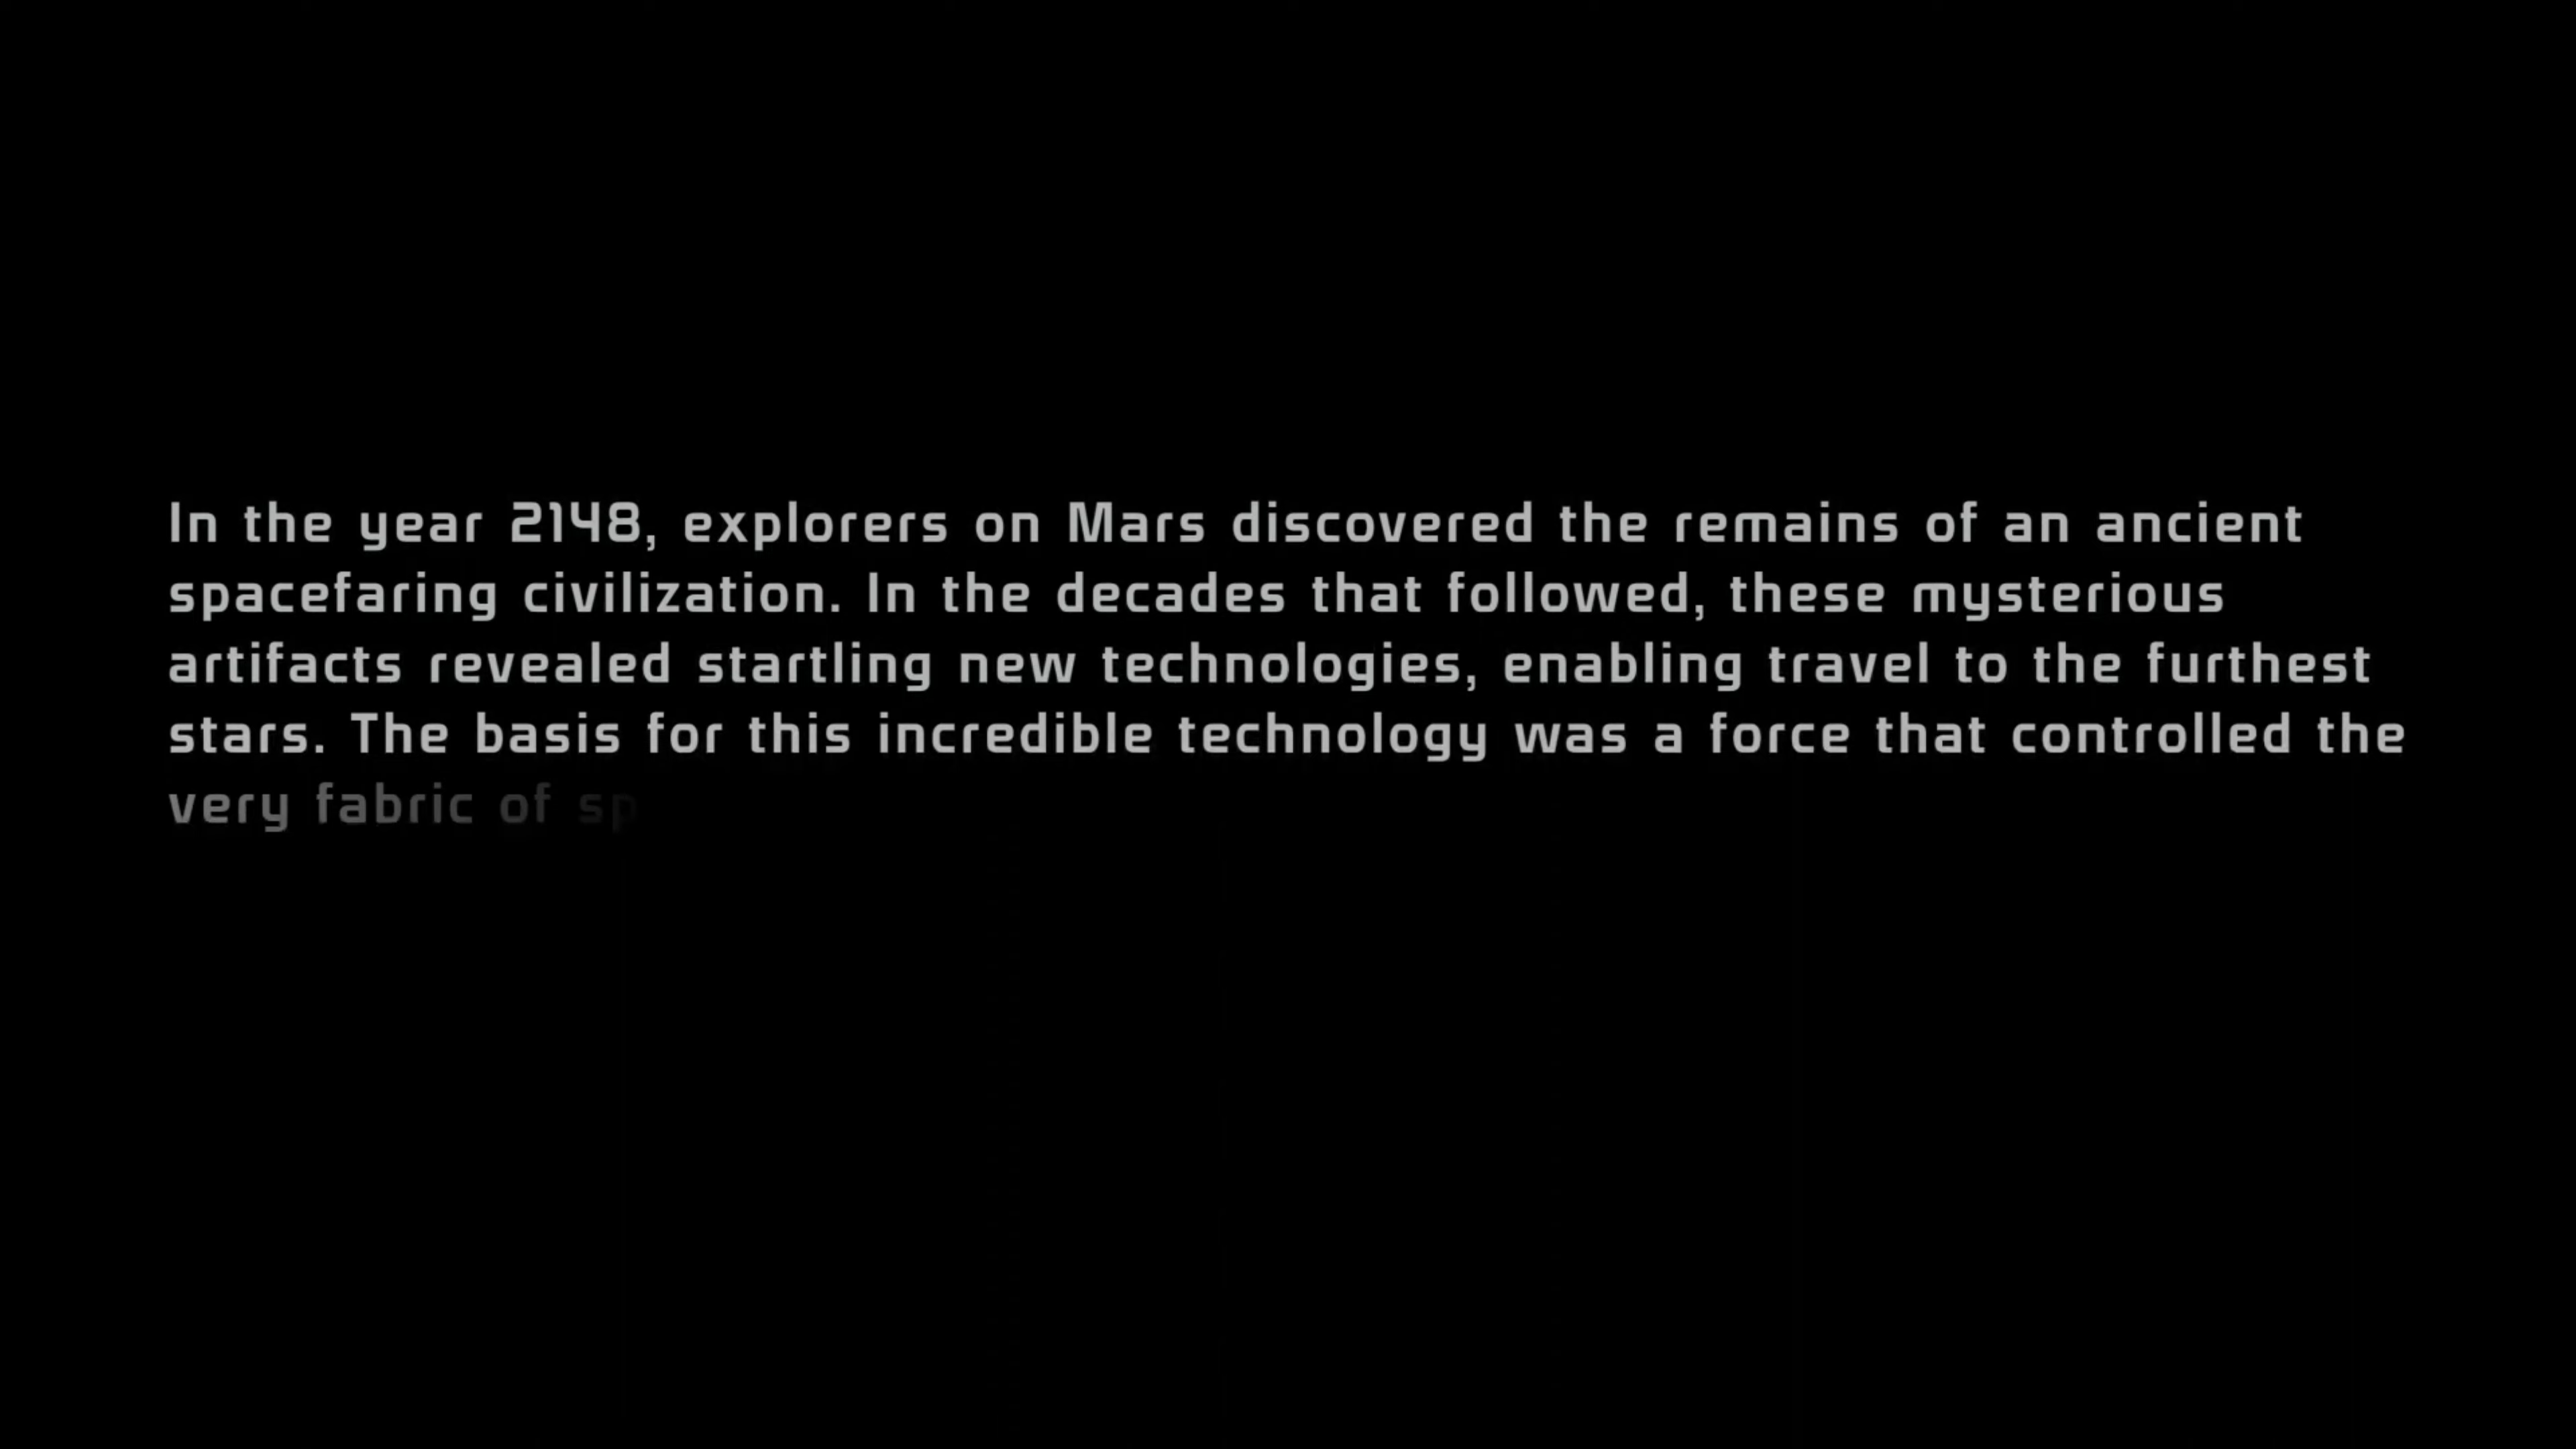 In the year 2148, explorers on Mars discovered the remains of an ancient
spacefaring civilization. In the decades that followed, these mysterious
artifacts revealed startling new technologies, enabling travel to the furthest
stars. The basis for this incredible technology was a force that controlled the
very fabric of sp